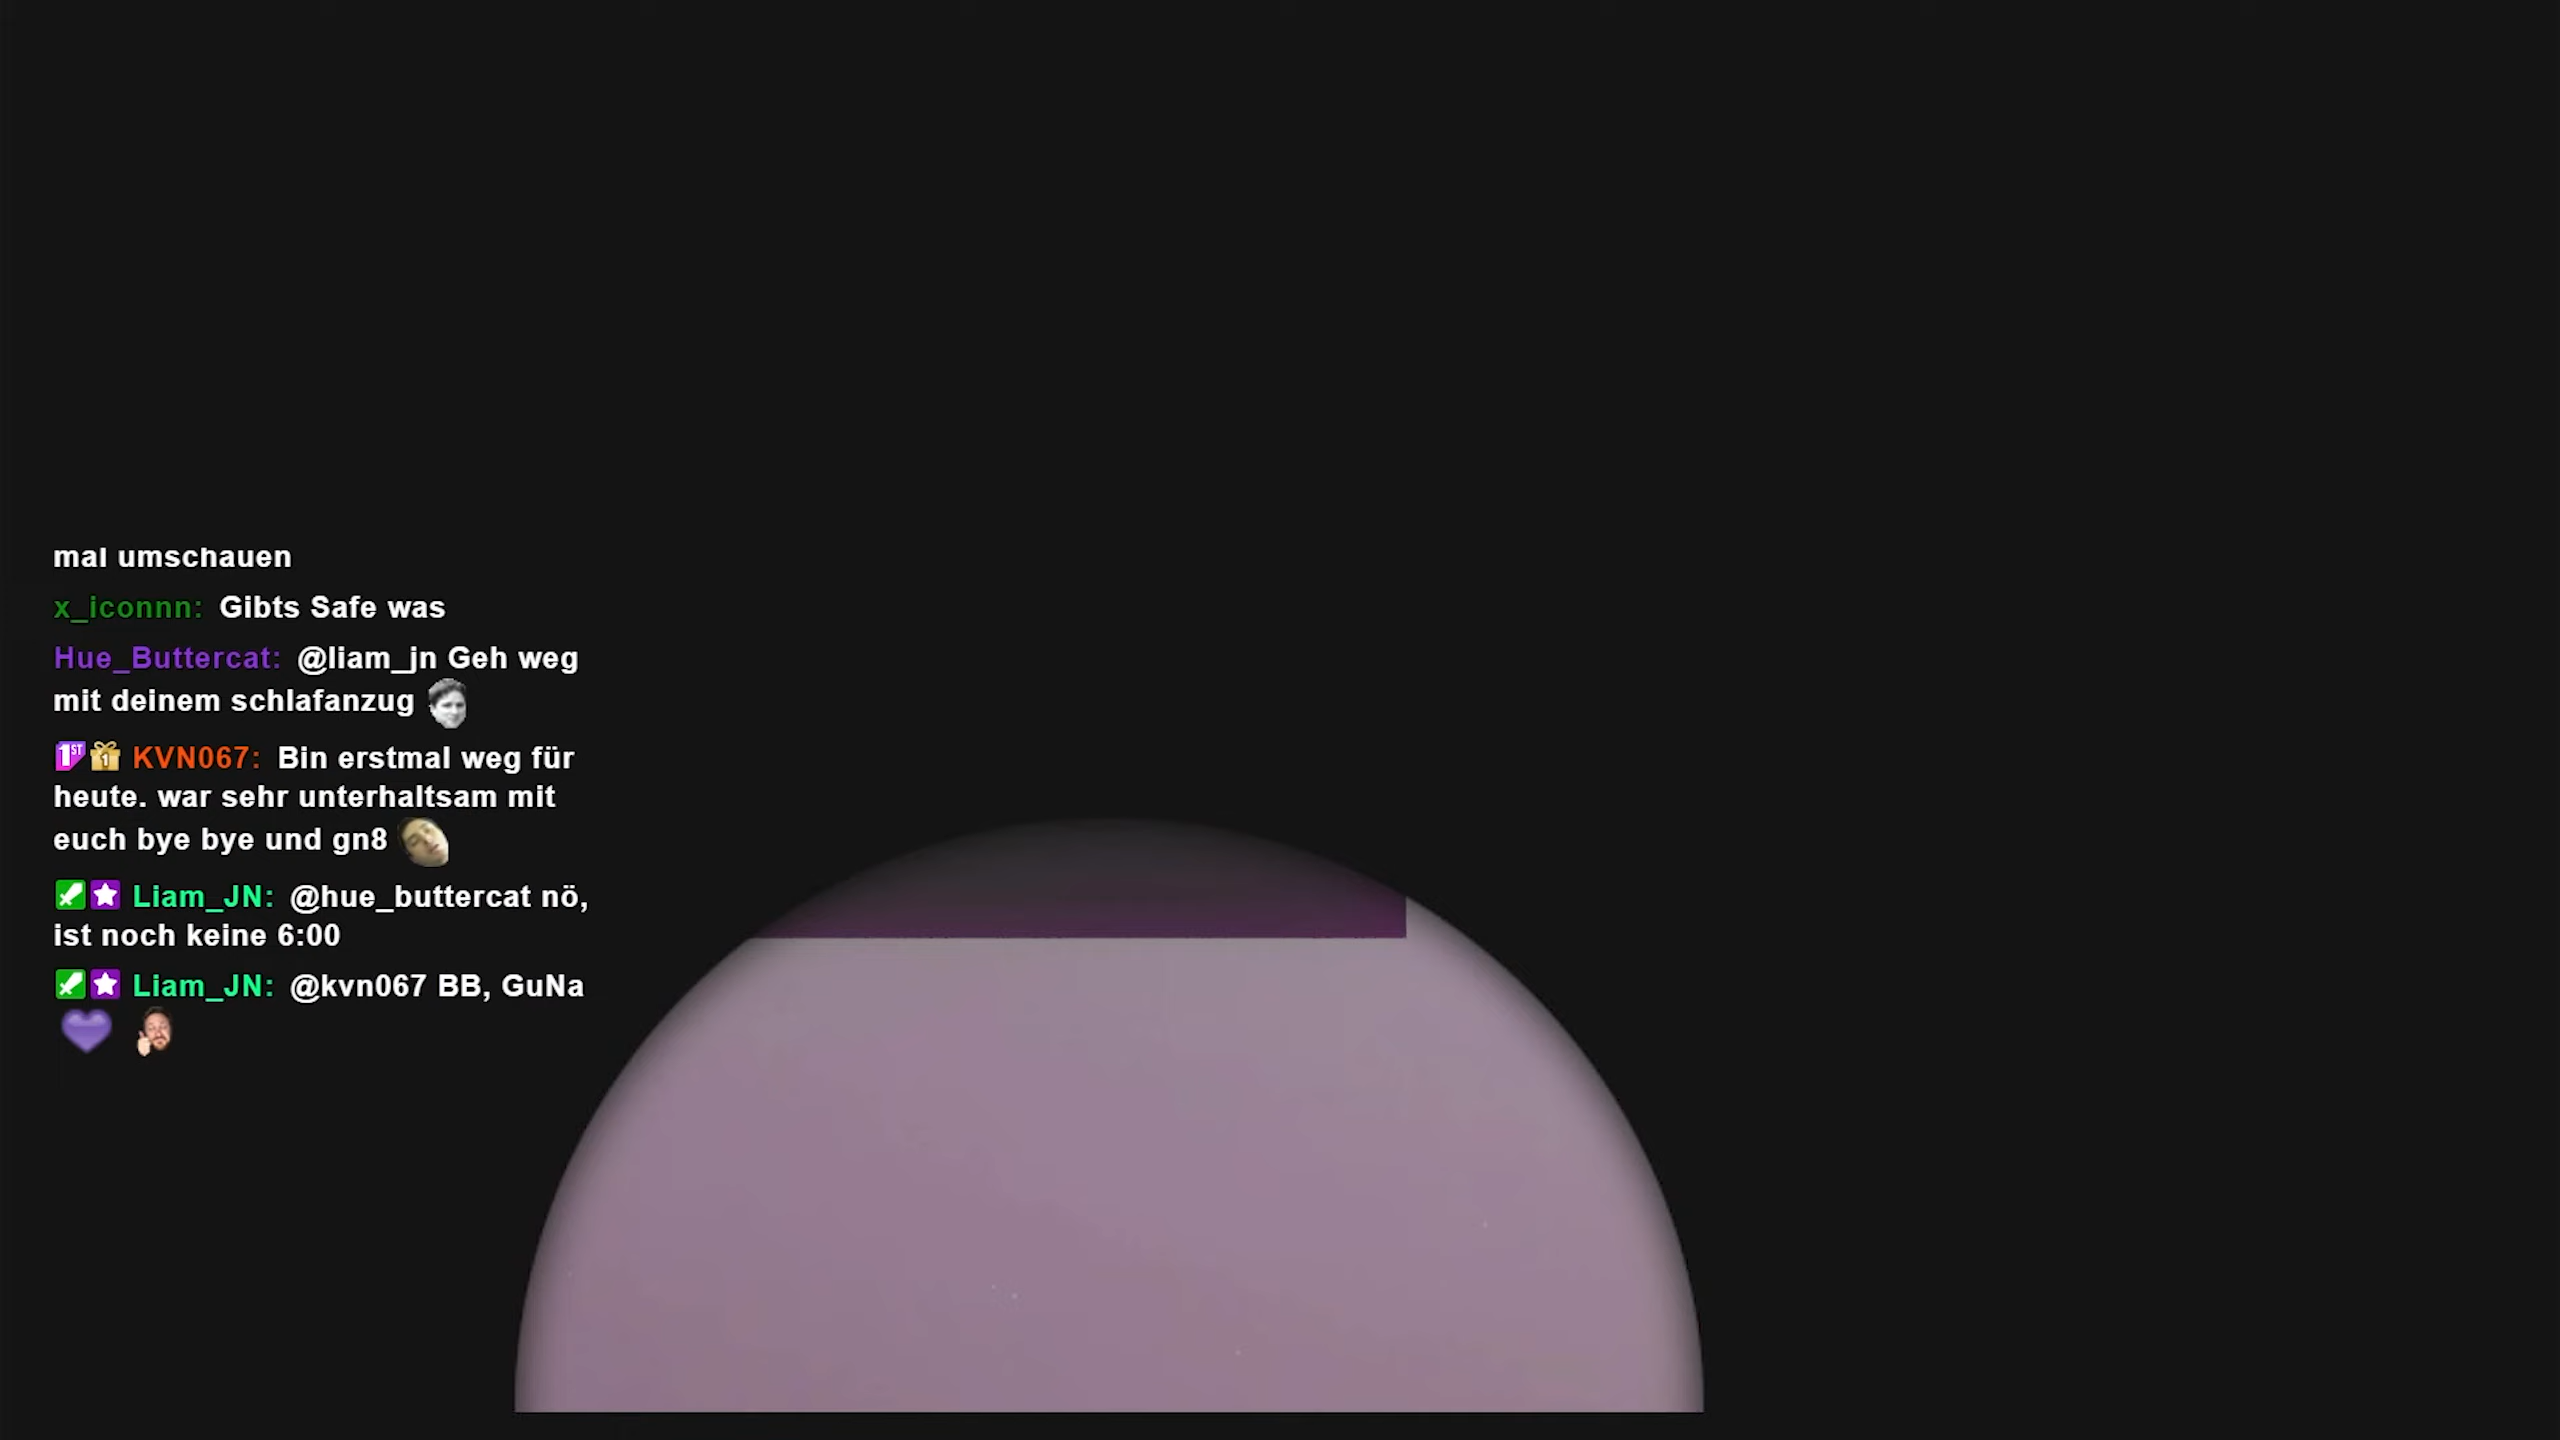 mal umschauen
x_iconnn: Gibts Safe was
Hue_Buttercat: @liam_jn Geh weg
mit deinem schlafanzug
1ST 1 KVN067: Bin erstmal weg für
heute. war sehr unterhaltsam mit
euch bye bye und gn8
Liam_JN: @hue_buttercat nö,
ist noch keine 6:00
Liam_JN: @kvn067 BB, GuNa